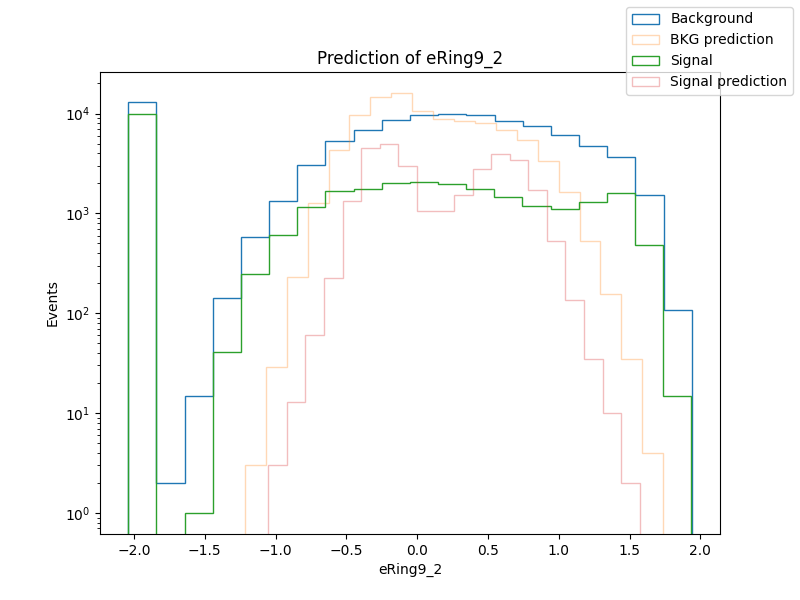 Prediction of eRing9_2
Background
BKG prediction
Signal
Signal prediction
Events
10⁴
10³
10²
10¹
10⁰
−2.0 −1.5 −1.0 −0.5 0.0 0.5 1.0 1.5 2.0
eRing9_2